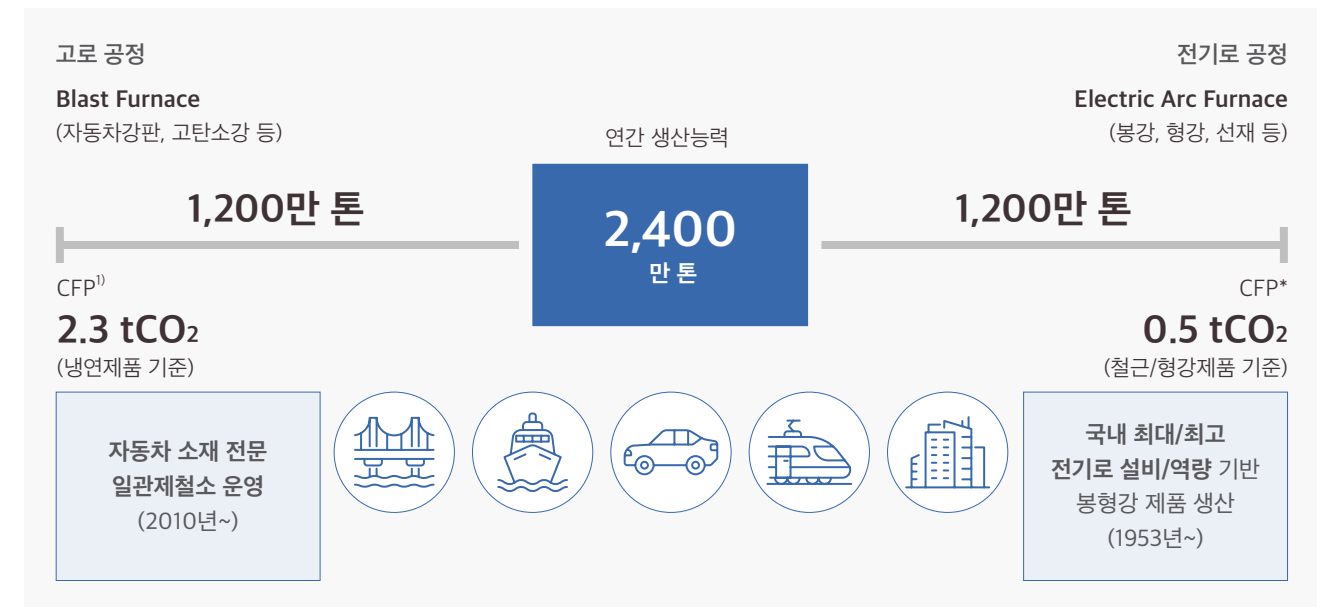 고로 공정
Blast Furnace
(자동차강판, 고탄소강 등)
1,200만 톤
CFP¹⁾
2.3 tCO₂
(냉연제품 기준)
연간 생산능력
2,400
만 톤
전기로 공정
Electric Arc Furnace
(봉강, 형강, 선재 등)
1,200만 톤
CFP*
0.5 tCO₂
(철근/형강제품 기준)
자동차 소재 전문
일관제철소 운영
(2010년~)
국내 최대/최고
전기로 설비/역량 기반
봉형강 제품 생산
(1953년~)